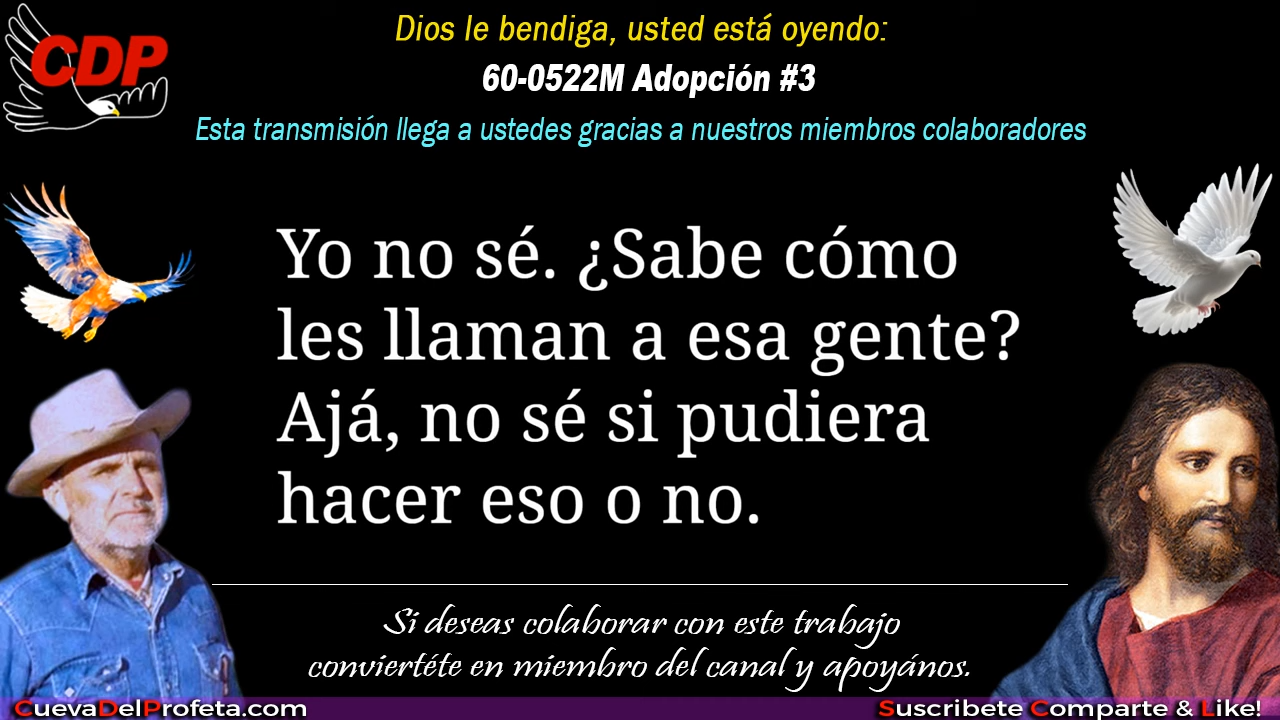 CDP
Dios le bendiga, usted está oyendo:
60-0522M Adopción #3
Esta transmisión llega a ustedes gracias a nuestros miembros colaboradores
Yo no sé. ¿Sabe cómo
les llaman a esa gente?
Ajá, no sé si pudiera
hacer eso o no.
Si deseas colaborar con este trabajo
conviertéte en miembro del canal y apoyános.
CuevaDelProfeta.com
Suscribete Comparte & Like!